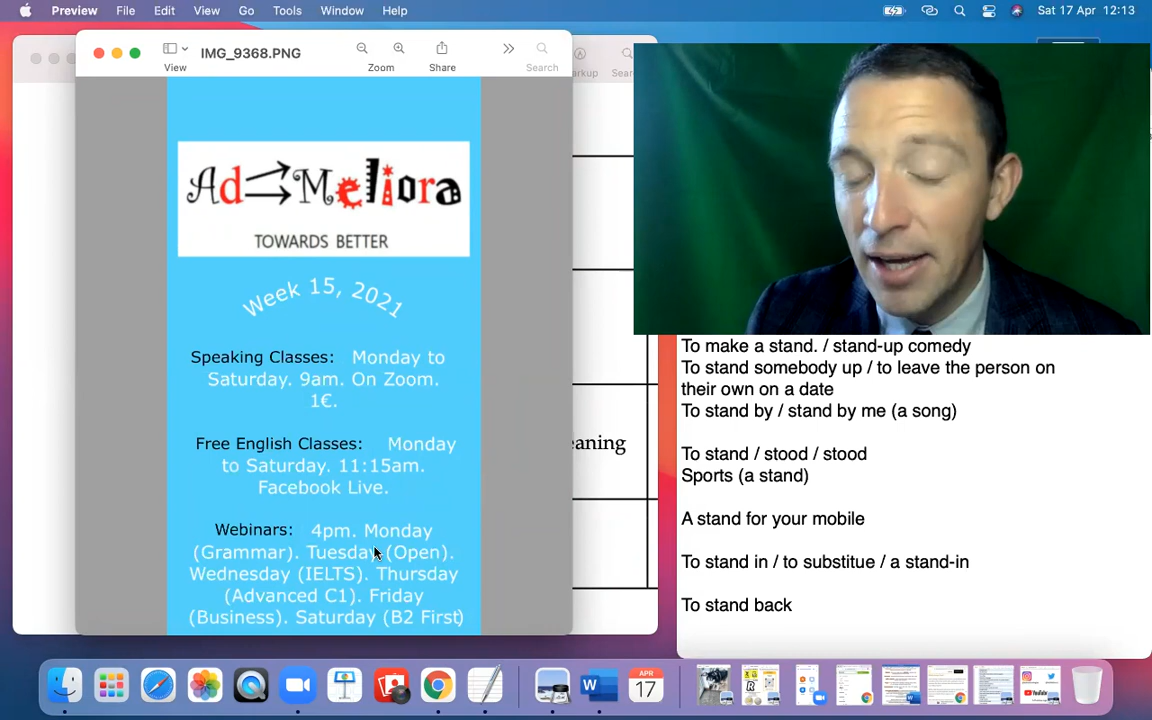 Preview File Edit View Go Tools Window Help Sat 17 Apr 12:13
IMG_9368.PNG
View Zoom Share Search
arkup Sear
Ad Meliora
TOWARDS BETTER
Week 15, 2021
Speaking Classes: Monday to
Saturday. 9am. On Zoom.
1€.
Free English Classes: Monday
to Saturday. 11:15am.
Facebook Live.
Webinars: 4pm. Monday
(Grammar). Tuesday (Open).
Wednesday (IELTS). Thursday
(Advanced C1). Friday
(Business). Saturday (B2 First)
eaning
To make a stand. / stand-up comedy
To stand somebody up / to leave the person on
their own on a date
To stand by / stand by me (a song)
To stand / stood / stood
Sports (a stand)
A stand for your mobile
To stand in / to substitue / a stand-in
To stand back
APR
17